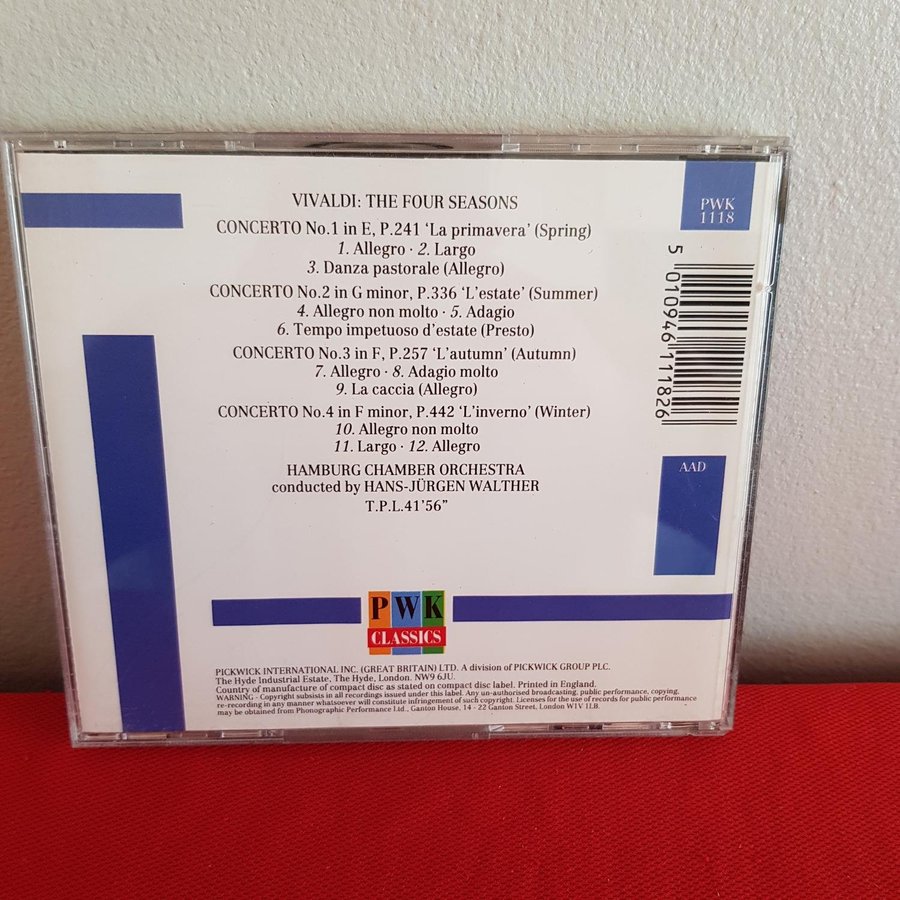 VIVALDI: THE FOUR SEASONS
CONCERTO No.1 in E, P.241 ‘La primavera’ (Spring)
1. Allegro · 2. Largo
3. Danza pastorale (Allegro)
CONCERTO No.2 in G minor, P.336 ‘L’estate’ (Summer)
4. Allegro non molto · 5. Adagio
6. Tempo impetuoso d’estate (Presto)
CONCERTO No.3 in F, P.257 ‘L’autumn’ (Autumn)
7. Allegro · 8. Adagio molto
9. La caccia (Allegro)
CONCERTO No.4 in F minor, P.442 ‘L’inverno’ (Winter)
10. Allegro non molto
11. Largo · 12. Allegro
HAMBURG CHAMBER ORCHESTRA
conducted by HANS-JÜRGEN WALTHER
T.P.L.41’56”
PWK
1118
5 010946 111826
AAD
PWK
CLASSICS
PICKWICK INTERNATIONAL INC. (GREAT BRITAIN) LTD. A division of PICKWICK GROUP PLC.
The Hyde Industrial Estate, The Hyde, London. NW9 6JU.
Country of manufacture of compact disc as stated on compact disc label. Printed in England.
WARNING - Copyright subsists in all recordings issued under this label. Any un-authorised broadcasting, public performance, copying,
re-recording in any manner whatsoever will constitute infringement of such copyright. Licenses for the use of records for public performance
may be obtained from Phonographic Performance Ltd., Ganton House, 14 - 22 Ganton Street, London W1V 1LB.